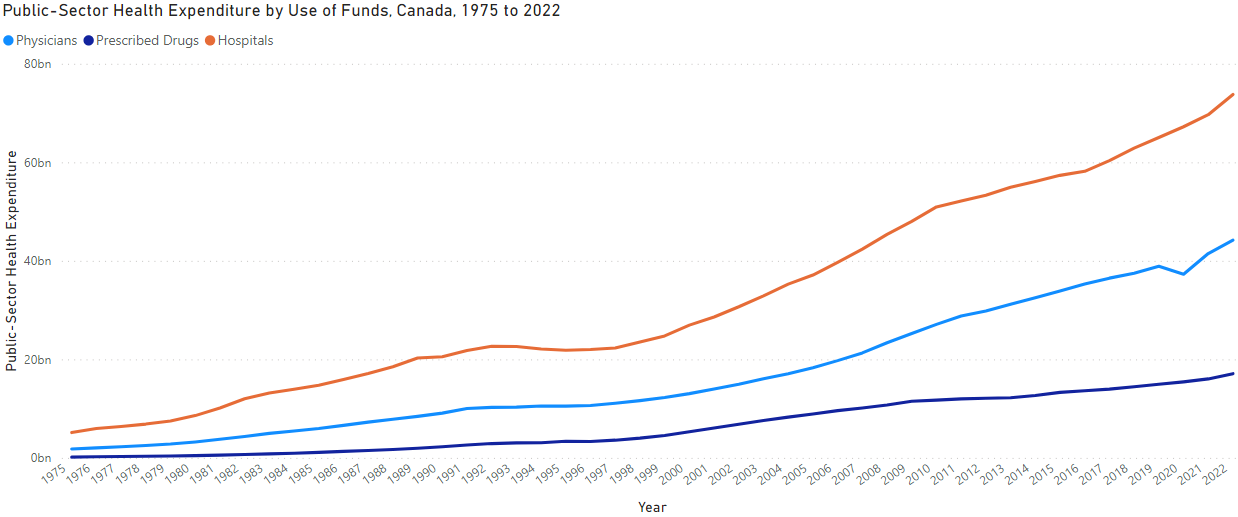 Public-Sector Health Expenditure by Use of Funds, Canada, 1975 to 2022
Physicians Prescribed Drugs Hospitals
80bn
60bn
40bn
20bn
0bn
Public-Sector Health Expenditure
1975 1976 1977 1978 1979 1980 1981 1982 1983 1984 1985 1986 1987 1988 1989 1990 1991 1992 1993 1994 1995 1996 1997 1998 1999 2000 2001 2002 2003 2004 2005 2006 2007 2008 2009 2010 2011 2012 2013 2014 2015 2016 2017 2018 2019 2020 2021 2022
Year